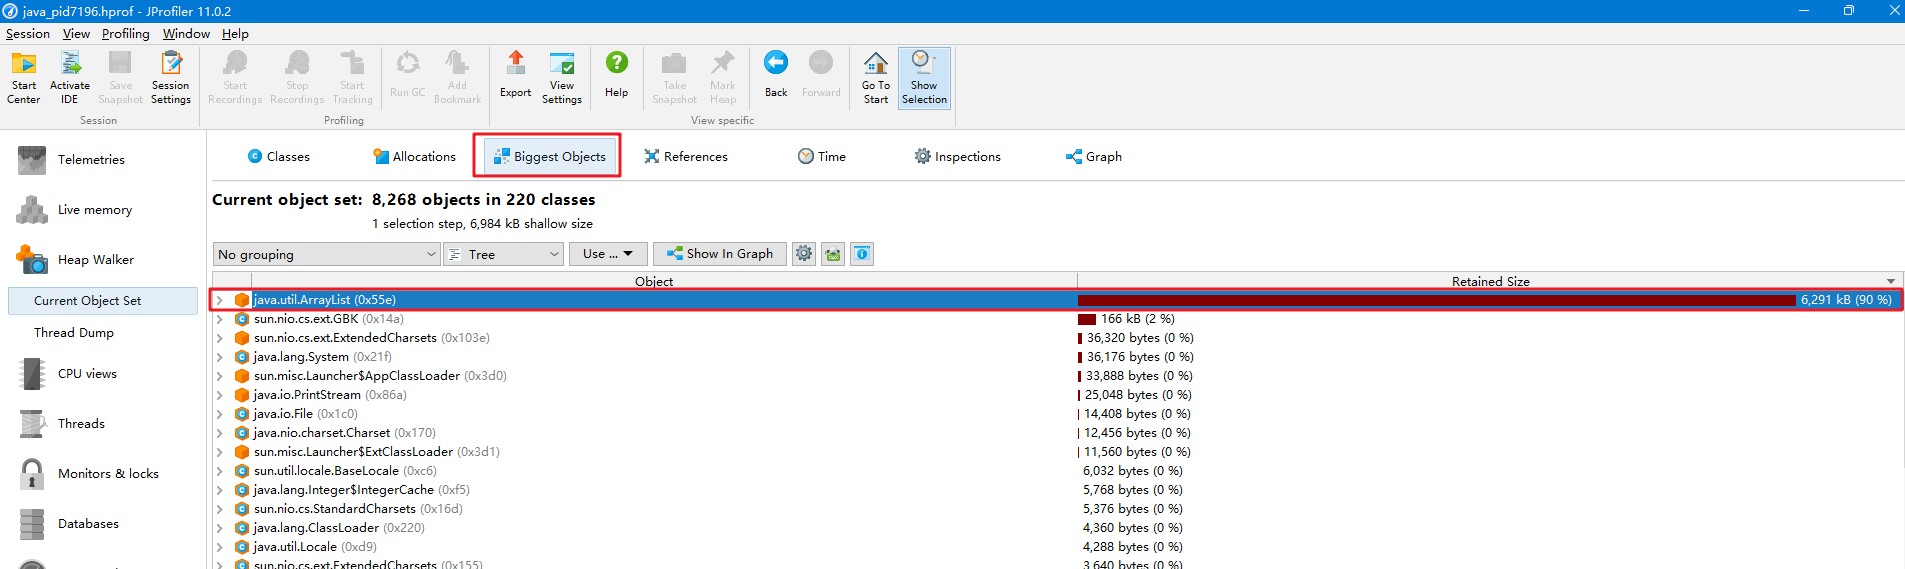 java_pid7196.hprof - JProfiler 11.0.2
Session View Profiling Window Help
Start Center
Activate IDE
Save Snapshot
Session Settings
Start Recordings
Stop Recordings
Start Tracking
Run GC
Add Bookmark
Export
View Settings
Help
Take Snapshot
Mark Heap
Back
Forward
Go To Start
Show Selection
Session
Profiling
View specific
Telemetries
Live memory
Heap Walker
Current Object Set
Thread Dump
CPU views
Threads
Monitors & locks
Databases
Classes
Allocations
Biggest Objects
References
Time
Inspections
Graph
Current object set: 8,268 objects in 220 classes
1 selection step, 6,984 kB shallow size
No grouping
Tree
Use ...
Show In Graph
Object Retained Size
java.util.ArrayList (0x55e) 6,291 kB (90 %)
sun.nio.cs.ext.GBK (0x14a) 166 kB (2 %)
sun.nio.cs.ext.ExtendedCharsets (0x103e) 36,320 bytes (0 %)
java.lang.System (0x21f) 36,176 bytes (0 %)
sun.misc.Launcher$AppClassLoader (0x3d0) 33,888 bytes (0 %)
java.io.PrintStream (0x86a) 25,048 bytes (0 %)
java.io.File (0x1c0) 14,408 bytes (0 %)
java.nio.charset.Charset (0x170) 12,456 bytes (0 %)
sun.misc.Launcher$ExtClassLoader (0x3d1) 11,560 bytes (0 %)
sun.util.locale.BaseLocale (0xc6) 6,032 bytes (0 %)
java.lang.Integer$IntegerCache (0xf5) 5,768 bytes (0 %)
sun.nio.cs.StandardCharsets (0x16d) 5,376 bytes (0 %)
java.lang.ClassLoader (0x220) 4,360 bytes (0 %)
java.util.Locale (0xd9) 4,288 bytes (0 %)
sun.nio.cs.ext.ExtendedCharsets (0x155) 3,640 bytes (0 %)